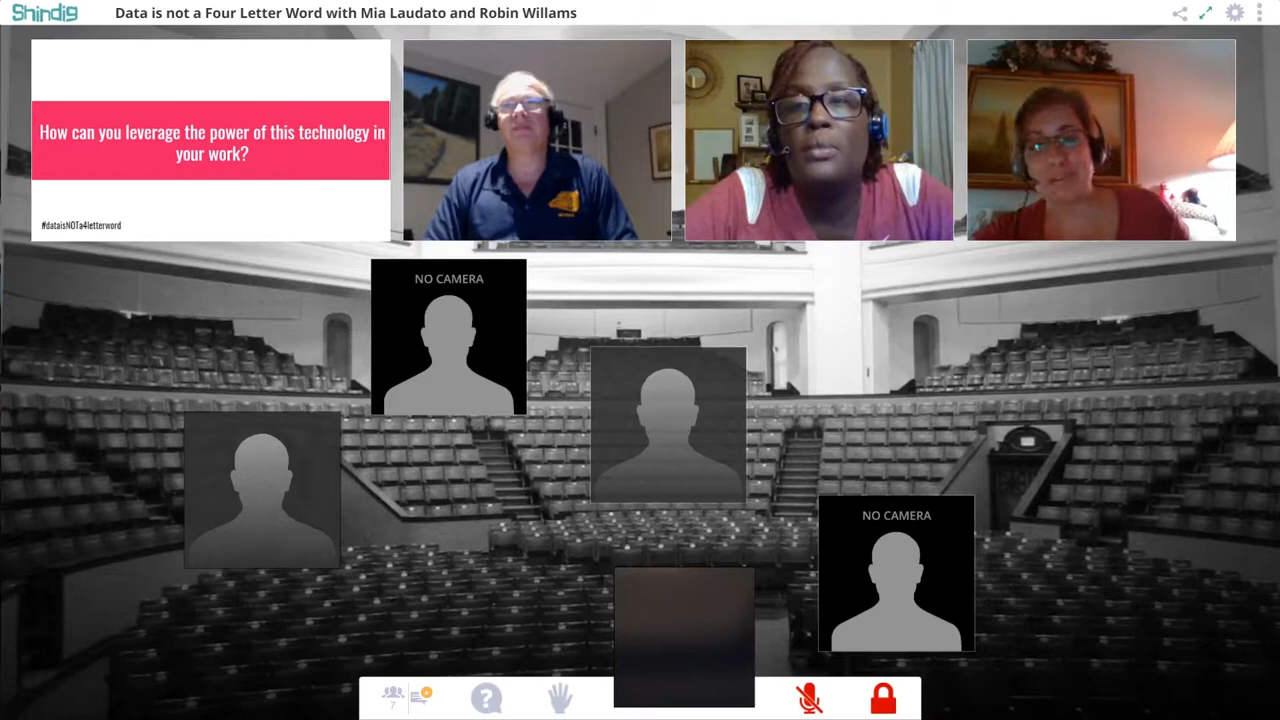 Shindig
Data is not a Four Letter Word with Mia Laudato and Robin Willams
How can you leverage the power of this technology in
your work?
#dataisNOTa4letterword
NO CAMERA
NO CAMERA
7
?